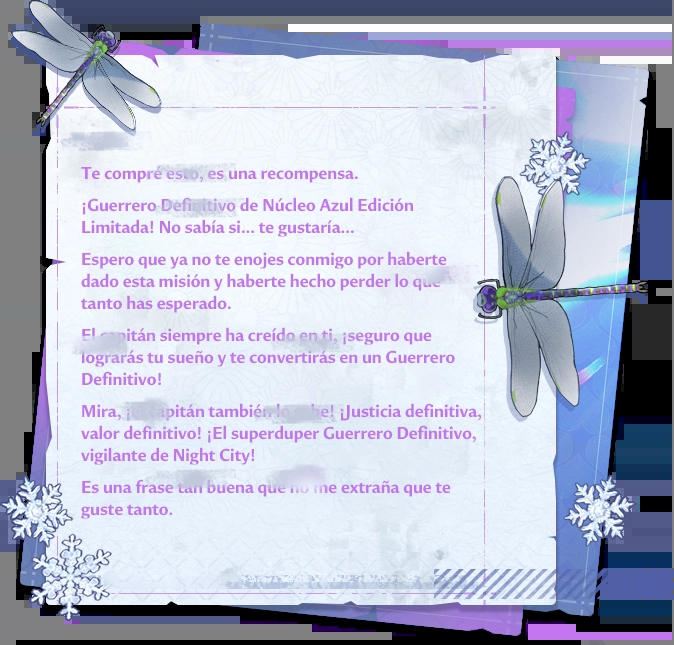 Te compré esto, es una recompensa.
¡Guerrero Definitivo de Núcleo Azul Edición
Limitada! No sabía si... te gustaría...
Espero que ya no te enojes conmigo por haberte
dado esta misión y haberte hecho perder lo que
tanto has esperado.
El capitán siempre ha creído en ti, ¡seguro que
lograrás tu sueño y te convertirás en un Guerrero
Definitivo!
Mira, ¡el capitán también lo sabe! ¡Justicia definitiva,
valor definitivo! ¡El superduper Guerrero Definitivo,
vigilante de Night City!
Es una frase tan buena que no me extraña que te
guste tanto.